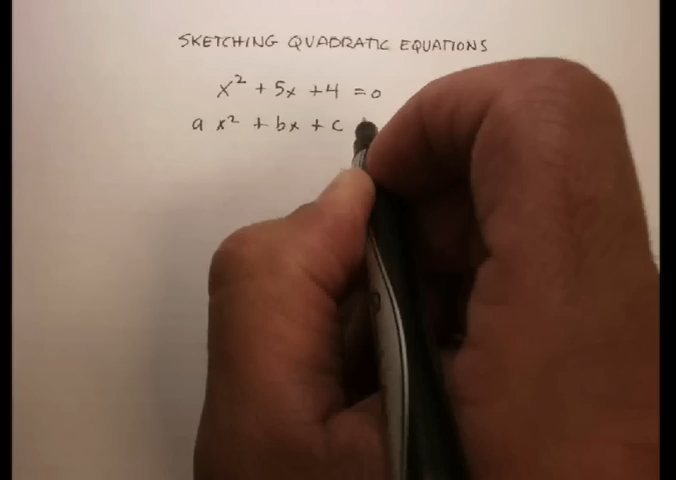 SKETCHING QUADRATIC EQUATIONS
x² + 5x + 4 = 0
a x² + bx + c